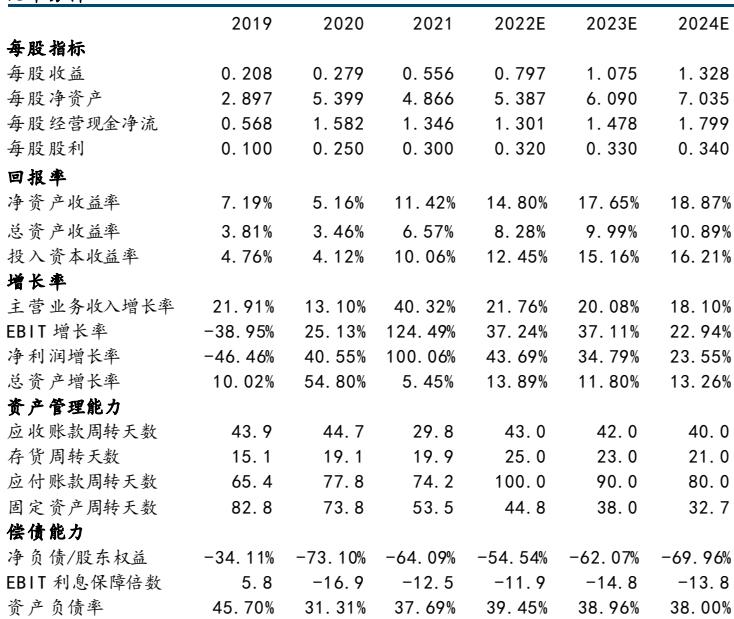 2019 2020 2021 2022E 2023E 2024E
每股指标
每股收益 0.208 0.279 0.556 0.797 1.075 1.328
每股净资产 2.897 5.399 4.866 5.387 6.090 7.035
每股经营现金净流 0.568 1.582 1.346 1.301 1.478 1.799
每股股利 0.100 0.250 0.300 0.320 0.330 0.340
回报率
净资产收益率 7.19% 5.16% 11.42% 14.80% 17.65% 18.87%
总资产收益率 3.81% 3.46% 6.57% 8.28% 9.99% 10.89%
投入资本收益率 4.76% 4.12% 10.06% 12.45% 15.16% 16.21%
增长率
主营业务收入增长率 21.91% 13.10% 40.32% 21.76% 20.08% 18.10%
EBIT增长率 -38.95% 25.13% 124.49% 37.24% 37.11% 22.94%
净利润增长率 -46.46% 40.55% 100.06% 43.69% 34.79% 23.55%
总资产增长率 10.02% 54.80% 5.45% 13.89% 11.80% 13.26%
资产管理能力
应收账款周转天数 43.9 44.7 29.8 43.0 42.0 40.0
存货周转天数 15.1 19.1 19.9 25.0 23.0 21.0
应付账款周转天数 65.4 77.8 74.2 100.0 90.0 80.0
固定资产周转天数 82.8 73.8 53.5 44.8 38.0 32.7
偿债能力
净负债/股东权益 -34.11% -73.10% -64.09% -54.54% -62.07% -69.96%
EBIT利息保障倍数 5.8 -16.9 -12.5 -11.9 -14.8 -13.8
资产负债率 45.70% 31.31% 37.69% 39.45% 38.96% 38.00%